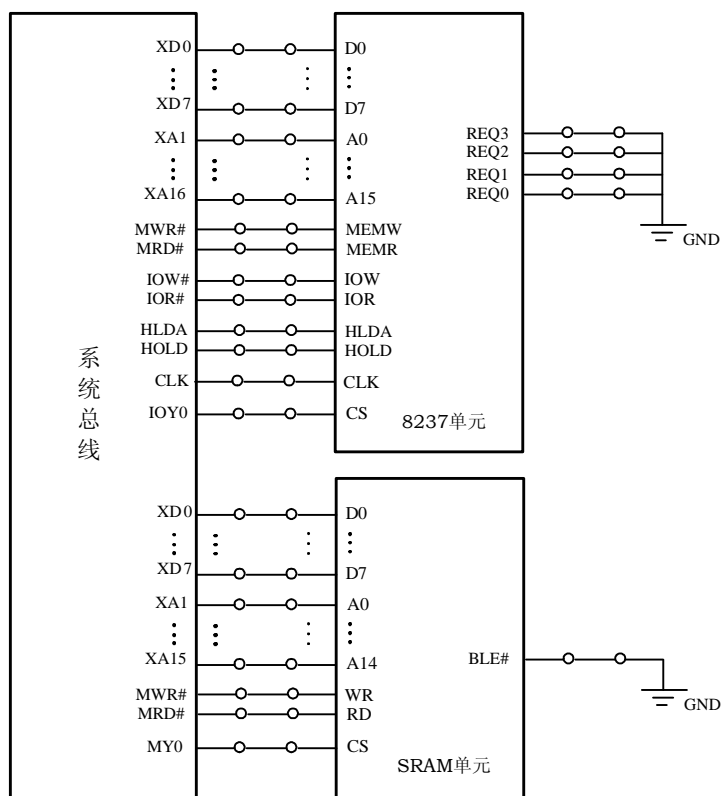 XD0
XD7
XA1
XA16
MWR#
MRD#
IOW#
IOR#
HLDA
HOLD
CLK
IOY0
D0
D7
A0
A15
MEMW
MEMR
IOW
IOR
HLDA
HOLD
CLK
CS
8237单元
REQ3
REQ2
REQ1
REQ0
GND
系统总线
XD0
XD7
XA1
XA15
MWR#
MRD#
MY0
D0
D7
A0
A14
WR
RD
CS
SRAM单元
BLE#
GND